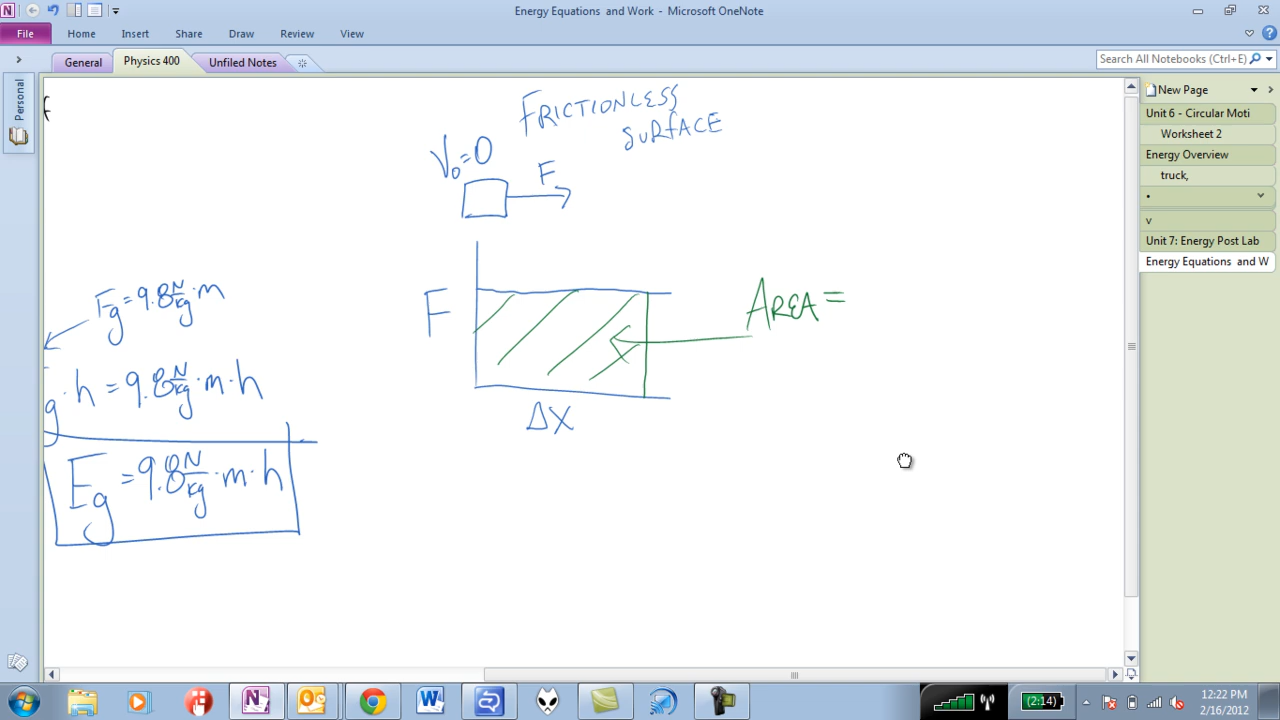 Energy Equations and Work - Microsoft OneNote
File
Home
Insert
Share
Draw
Review
View
General
Physics 400
Unfiled Notes
Search All Notebooks (Ctrl+E)
Personal
New Page
Unit 6 - Circular Moti
Worksheet 2
Energy Overview
truck,
•
v
Unit 7: Energy Post Lab
Energy Equations and W
f
FRICTIONLESS
SURFACE
V₀=0
F
F
ΔX
AREA=
Fg=9.8 N/kg·m
g·h=9.8 N/kg·m·h
Eg=9.8 N/kg·m·h
(2:14)
12:22 PM
2/16/2012